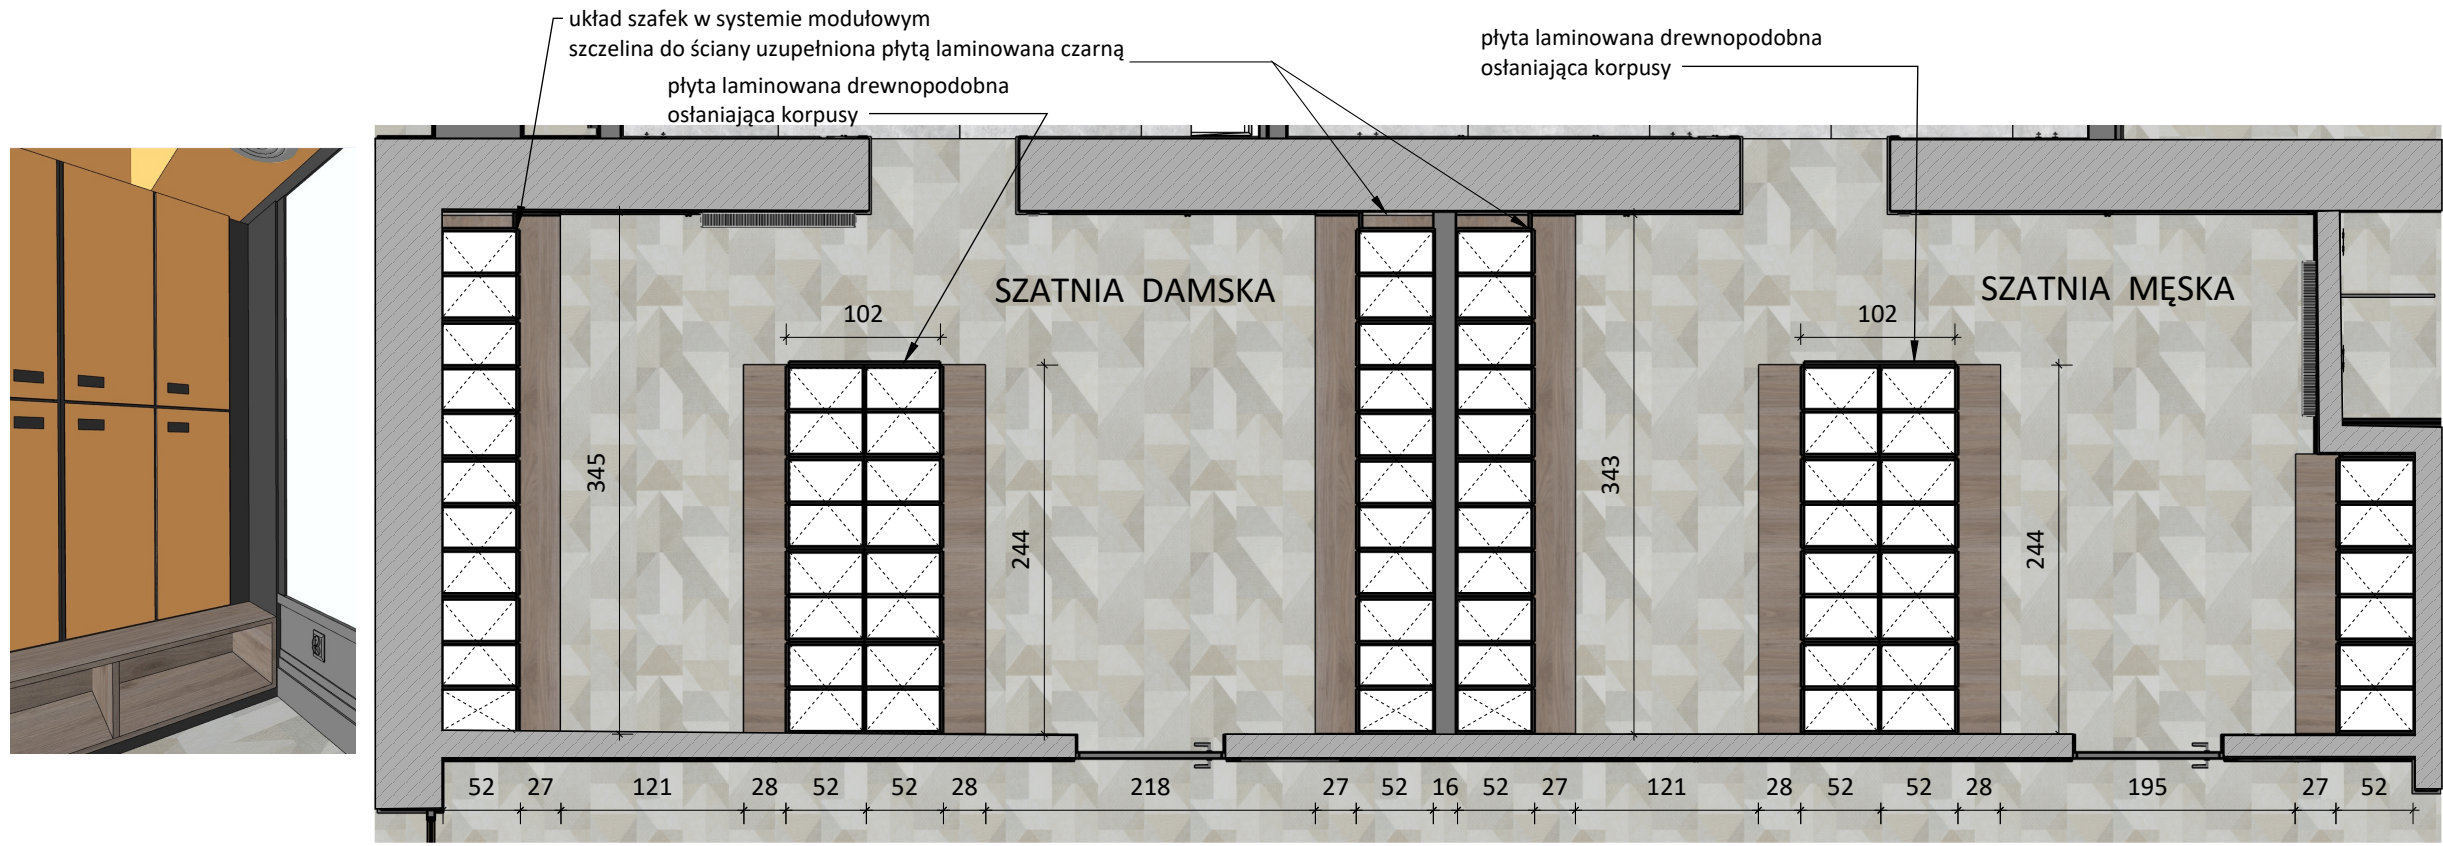 układ szafek w systemie modułowym
szczelina do ściany uzupełniona płytą laminowana czarną
płyta laminowana drewnopodobna
osłaniająca korpusy
płyta laminowana drewnopodobna
osłaniająca korpusy
SZATNIA DAMSKA
SZATNIA MĘSKA
102
102
345
244
343
244
52 27 121 28 52 52 28 218 27 52 16 52 27 121 28 52 52 28 195 27 52